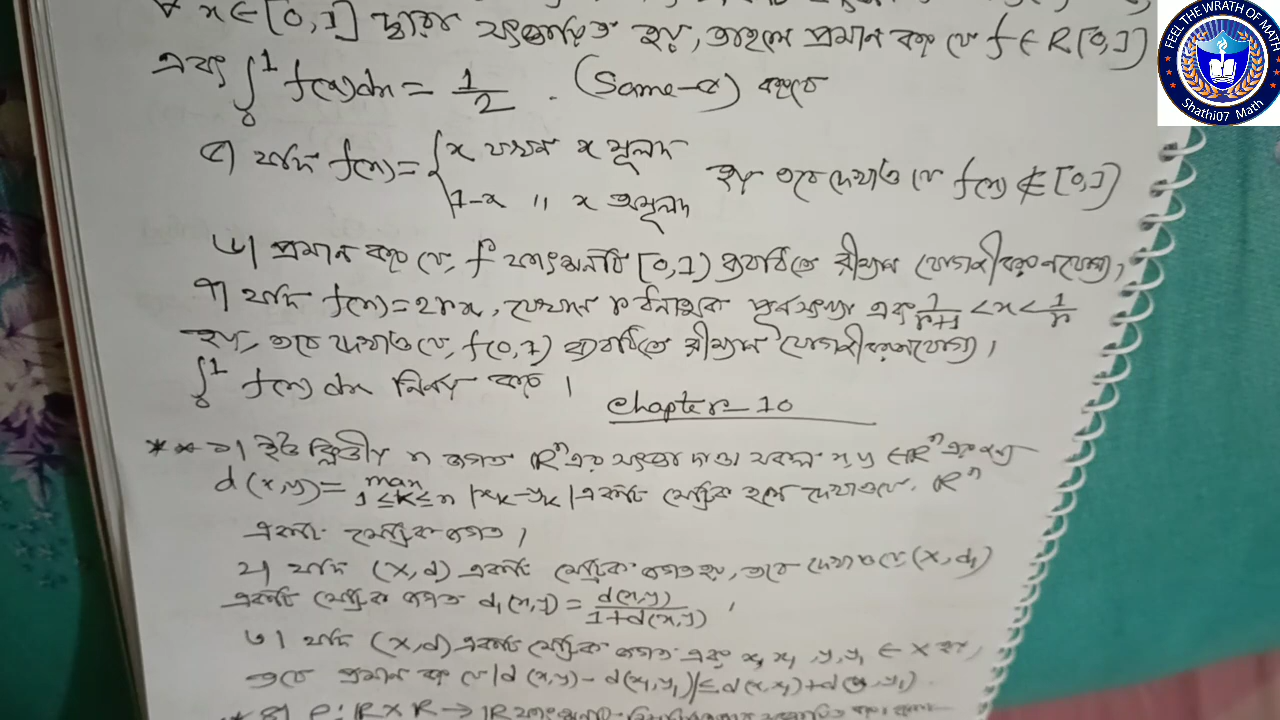 ∀ x∈[0,1] দ্বারা সংজ্ঞায়িত হয়, তাহলে প্রমাণ কর যে f∈R[0,1]
এবং ∫₀¹ f(x)dx = 1/2 . (Same-৫) করতে
৫। যদি f(x)= { x যখন x মূলদ
1-x " x অমূলদ হয় তবে দেখাও যে f(x) ∉ [0,1]
৬। প্রমাণ কর যে, f ফাংশনটি [0,1) ব্যবধিতে রীম্যান যোগজীকরণযোগ্য,
৭। যদি f(x)=2rx, যেখানে r ধনাত্মক পূর্ণসংখ্যা এবং 1/r+1 <x< 1/r
হয়, তবে দেখাও যে, f(0,1) ব্যবধিতে রীম্যান যোগজীকরণযোগ্য।
∫₀¹ f(x) dx নির্ণয় কর।
Chapter-10
** ১। ইউক্লিডীয় n জগত ℝⁿ এর সংজ্ঞা দাও। সকল x,y ∈ℝⁿ এর জন্য
d(x,y)= max 1≤k≤n |xₖ-yₖ| একটি মেট্রিক হলে দেখাও যে, ℝⁿ
একটি মেট্রিক জগত।
২। যদি (X,d) একটি মেট্রিক জগত হয়, তবে দেখাও যে (X,d₁)
একটি মেট্রিক জগত d₁(x,y)= d(x,y)/1+d(x,y) ,
৩। যদি (X,d) একটি মেট্রিক জগত এবং x, x₁, y, y₁ ∈ X হয়,
তবে প্রমাণ কর যে |d(x,y)-d(x₁,y₁)|≤d(x,x₁)+d(y,y₁).
* ৪। ρ: ℝ×ℝ→ℝ ফাংশনটি
FEEL THE WRATH OF MATH
Shathi07 Math